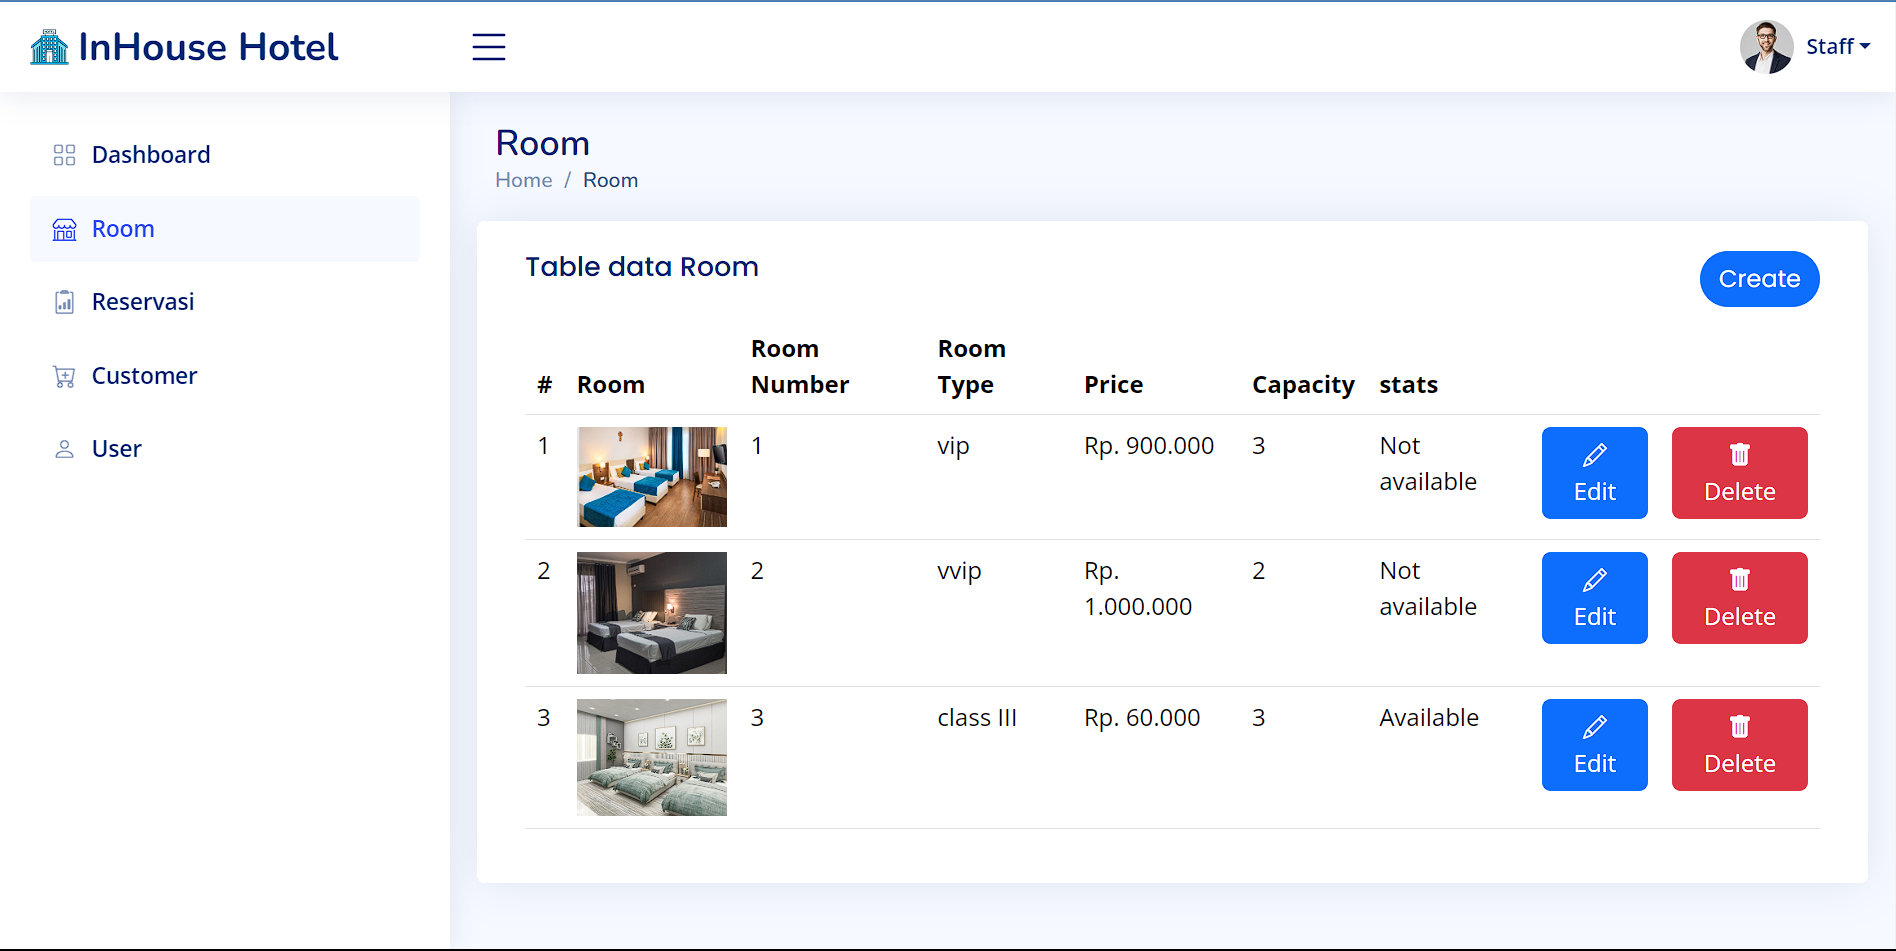 InHouse Hotel
Staff
Dashboard
Room
Reservasi
Customer
User
Room
Home / Room
Table data Room
Create
# Room Room Number Room Type Price Capacity stats
1 1 vip Rp. 900.000 3 Not available Edit Delete
2 2 vvip Rp. 1.000.000 2 Not available Edit Delete
3 3 class III Rp. 60.000 3 Available Edit Delete